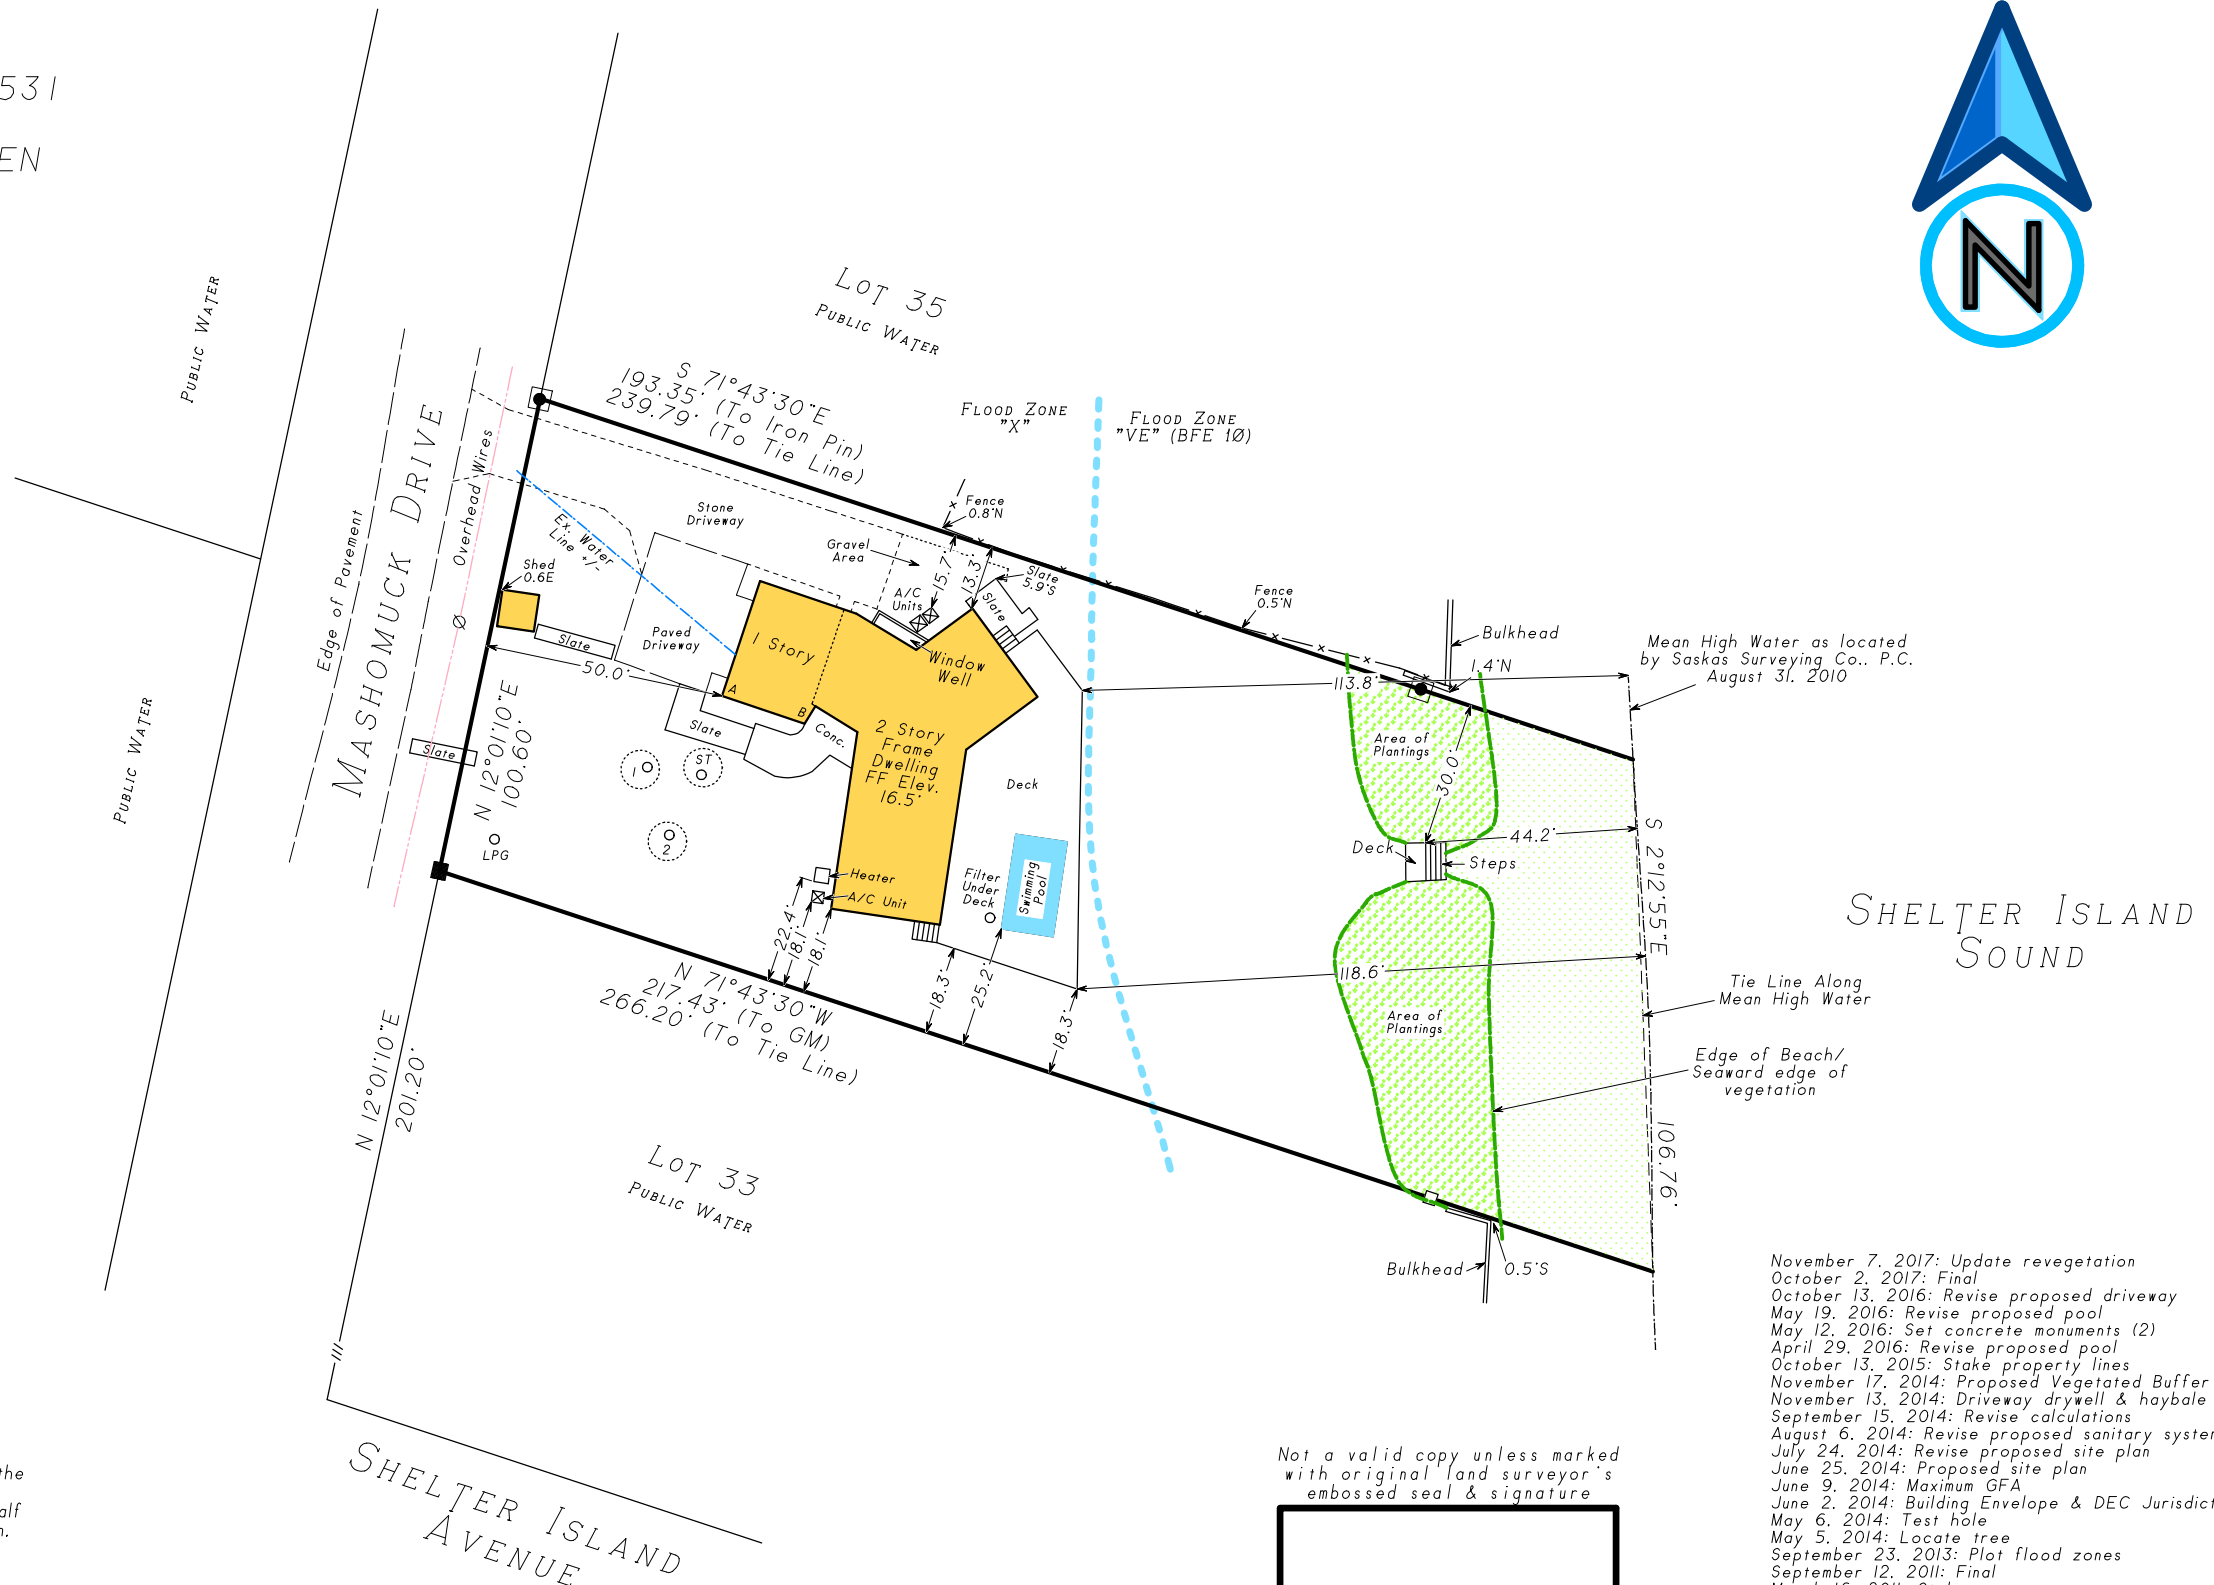 531
EN
N
PUBLIC WATER
PUBLIC WATER
LOT 35
PUBLIC WATER
S 71°43'30"E
193.35' (To Iron Pin)
239.79' (To Tie Line)
FLOOD ZONE
"X"
FLOOD ZONE
"VE" (BFE 10)
Edge of Pavement
MASHOMUCK DRIVE
Overhead Wires
Ø
Ex. Water
Line +/-
Shed
0.6E
Stone
Driveway
Gravel
Area
Fence
0.8'N
15.7'
13.3'
Slate
5.9'S
Slate
A/C
Units
Paved
Driveway
Slate
50.0'
1 Story
Window
Well
A
B
Fence
0.5'N
Bulkhead
1.4'N
113.8'
Mean High Water as located
by Saskas Surveying Co., P.C.
August 31, 2010
Slate
Slate
Conc.
2 Story
Frame
Dwelling
FF Elev.
16.5'
Deck
Area of
Plantings
30.0'
N 12°01'10"E
100.60'
1
ST
2
LPG
Heater
A/C Unit
Filter
Under
Deck
Swimming
Pool
Deck
Steps
44.2'
S 2°12'55"E
106.76'
SHELTER ISLAND
SOUND
22.4'
18.1'
18.1'
18.3'
25.2'
18.3'
118.6'
Area of
Plantings
Tie Line Along
Mean High Water
Edge of Beach/
Seaward edge of
vegetation
N 71°43'30"W
217.43' (To GM)
266.20' (To Tie Line)
N 12°01'10"E
201.20'
LOT 33
PUBLIC WATER
Bulkhead
0.5'S
SHELTER ISLAND
AVENUE
the
alf
n.
Not a valid copy unless marked
with original land surveyor's
embossed seal & signature
November 7, 2017: Update revegetation
October 2, 2017: Final
October 13, 2016: Revise proposed driveway
May 19, 2016: Revise proposed pool
May 12, 2016: Set concrete monuments (2)
April 29, 2016: Revise proposed pool
October 13, 2015: Stake property lines
November 17, 2014: Proposed Vegetated Buffer
November 13, 2014: Driveway drywell & haybale
September 15, 2014: Revise calculations
August 6, 2014: Revise proposed sanitary system
July 24, 2014: Revise proposed site plan
June 25, 2014: Proposed site plan
June 9, 2014: Maximum GFA
June 2, 2014: Building Envelope & DEC Jurisdict
May 6, 2014: Test hole
May 5, 2014: Locate tree
September 23, 2013: Plot flood zones
September 12, 2011: Final